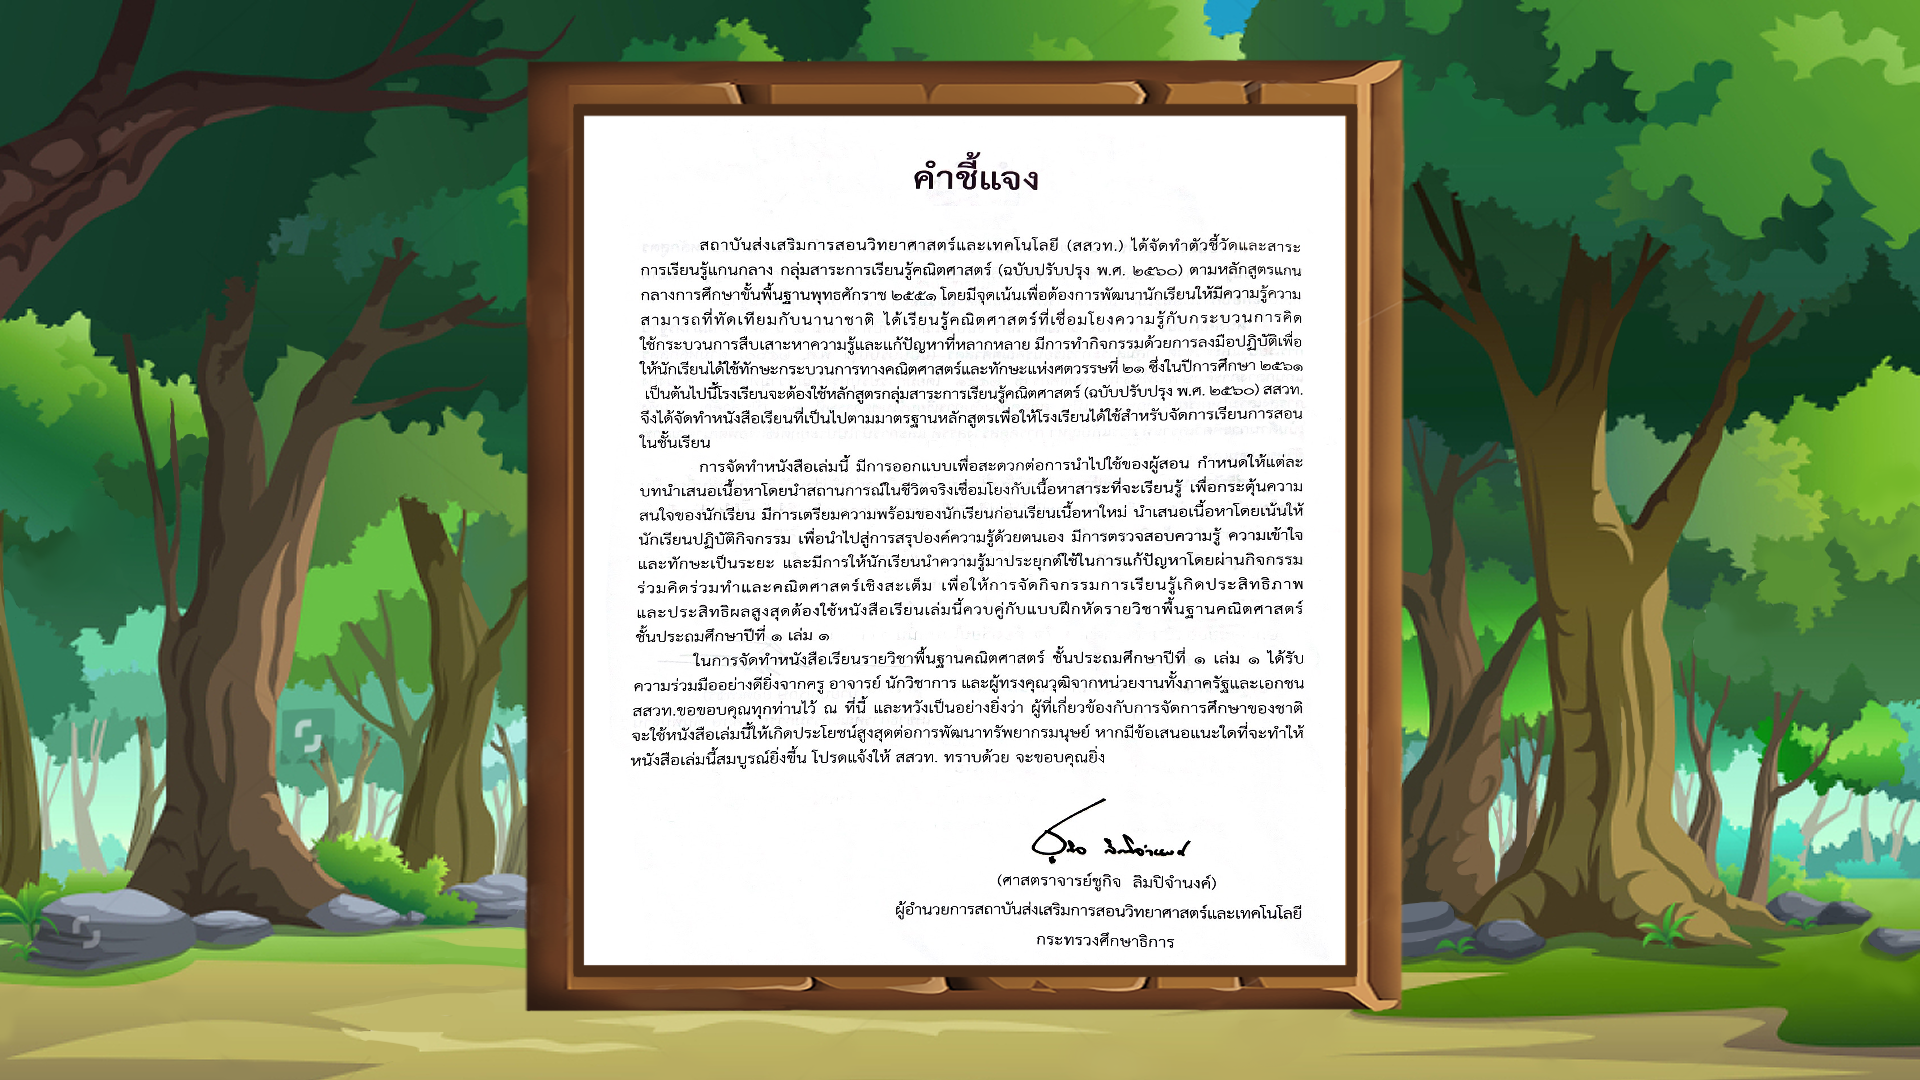 คำชี้แจง
สถาบันส่งเสริมการสอนวิทยาศาสตร์และเทคโนโลยี (สสวท.) ได้จัดทำตัวชี้วัดและสาระ
การเรียนรู้แกนกลาง กลุ่มสาระการเรียนรู้คณิตศาสตร์ (ฉบับปรับปรุง พ.ศ. ๒๕๖๐) ตามหลักสูตรแกน
กลางการศึกษาขั้นพื้นฐานพุทธศักราช ๒๕๕๑ โดยมีจุดเน้นเพื่อต้องการพัฒนานักเรียนให้มีความรู้ความ
สามารถที่ทัดเทียมกับนานาชาติ ได้เรียนรู้คณิตศาสตร์ที่เชื่อมโยงความรู้กับกระบวนการคิด
ใช้กระบวนการสืบเสาะหาความรู้และแก้ปัญหาที่หลากหลาย มีการทำกิจกรรมด้วยการลงมือปฏิบัติเพื่อ
ให้นักเรียนได้ใช้ทักษะกระบวนการทางคณิตศาสตร์และทักษะแห่งศตวรรษที่ ๒๑ ซึ่งในปีการศึกษา ๒๕๖๑
เป็นต้นไปนี้โรงเรียนจะต้องใช้หลักสูตรกลุ่มสาระการเรียนรู้คณิตศาสตร์ (ฉบับปรับปรุง พ.ศ. ๒๕๖๐) สสวท.
จึงได้จัดทำหนังสือเรียนที่เป็นไปตามมาตรฐานหลักสูตรเพื่อให้โรงเรียนได้ใช้สำหรับจัดการเรียนการสอน
ในชั้นเรียน
การจัดทำหนังสือเล่มนี้ มีการออกแบบเพื่อสะดวกต่อการนำไปใช้ของผู้สอน กำหนดให้แต่ละ
บทนำเสนอเนื้อหาโดยนำสถานการณ์ในชีวิตจริงเชื่อมโยงกับเนื้อหาสาระที่จะเรียนรู้ เพื่อกระตุ้นความ
สนใจของนักเรียน มีการเตรียมความพร้อมของนักเรียนก่อนเรียนเนื้อหาใหม่ นำเสนอเนื้อหาโดยเน้นให้
นักเรียนปฏิบัติกิจกรรม เพื่อนำไปสู่การสรุปองค์ความรู้ด้วยตนเอง มีการตรวจสอบความรู้ ความเข้าใจ
และทักษะเป็นระยะ และมีการให้นักเรียนนำความรู้มาประยุกต์ใช้ในการแก้ปัญหาโดยผ่านกิจกรรม
ร่วมคิดร่วมทำและคณิตศาสตร์เชิงสะเต็ม เพื่อให้การจัดกิจกรรมการเรียนรู้เกิดประสิทธิภาพ
และประสิทธิผลสูงสุดต้องใช้หนังสือเรียนเล่มนี้ควบคู่กับแบบฝึกหัดรายวิชาพื้นฐานคณิตศาสตร์
ชั้นประถมศึกษาปีที่ ๑ เล่ม ๑
ในการจัดทำหนังสือเรียนรายวิชาพื้นฐานคณิตศาสตร์ ชั้นประถมศึกษาปีที่ ๑ เล่ม ๑ ได้รับ
ความร่วมมืออย่างดียิ่งจากครู อาจารย์ นักวิชาการ และผู้ทรงคุณวุฒิจากหน่วยงานทั้งภาครัฐและเอกชน
สสวท.ขอขอบคุณทุกท่านไว้ ณ ที่นี้ และหวังเป็นอย่างยิ่งว่า ผู้ที่เกี่ยวข้องกับการจัดการศึกษาของชาติ
จะใช้หนังสือเล่มนี้ให้เกิดประโยชน์สูงสุดต่อการพัฒนาทรัพยากรมนุษย์ หากมีข้อเสนอแนะใดที่จะทำให้
หนังสือเล่มนี้สมบูรณ์ยิ่งขึ้น โปรดแจ้งให้ สสวท. ทราบด้วย จะขอบคุณยิ่ง
(ศาสตราจารย์ชูกิจ ลิมปิจำนงค์)
ผู้อำนวยการสถาบันส่งเสริมการสอนวิทยาศาสตร์และเทคโนโลยี
กระทรวงศึกษาธิการ